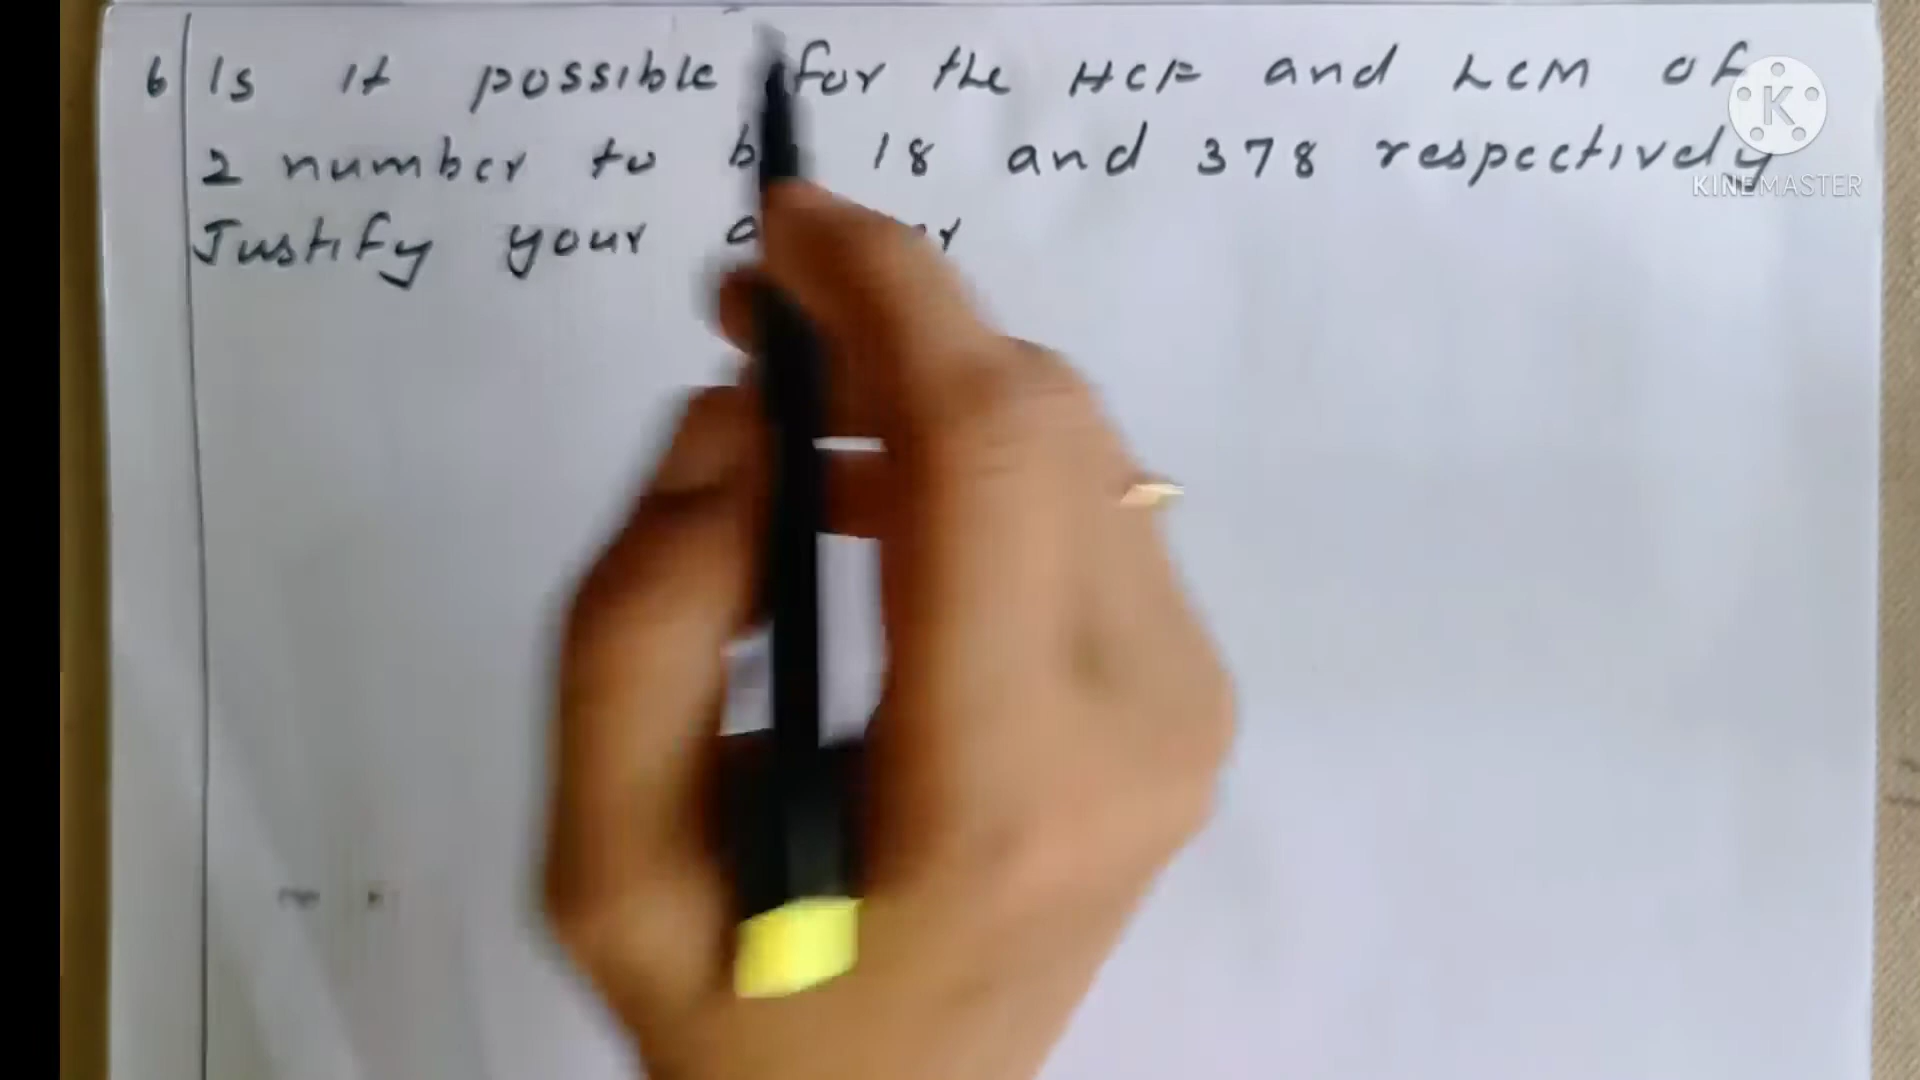 6 Is it possible for the HCF and LCM of
2 number to 18 and 378 respectively
Justify your
K
KINEMASTER